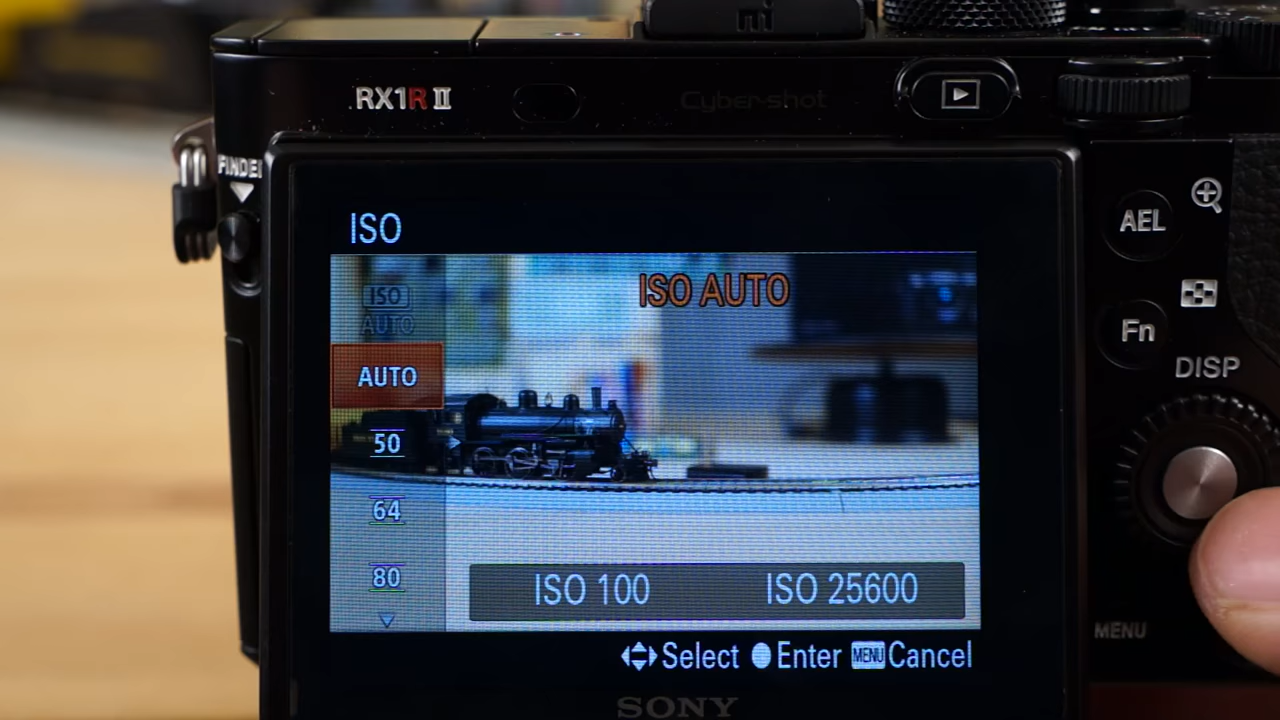 RX1R II
Cyber-shot
FINDER
AEL
Fn
DISP
MENU
ISO
ISO AUTO
ISO
AUTO
AUTO
50
64
80
ISO 100 ISO 25600
Select Enter MENU Cancel
SONY